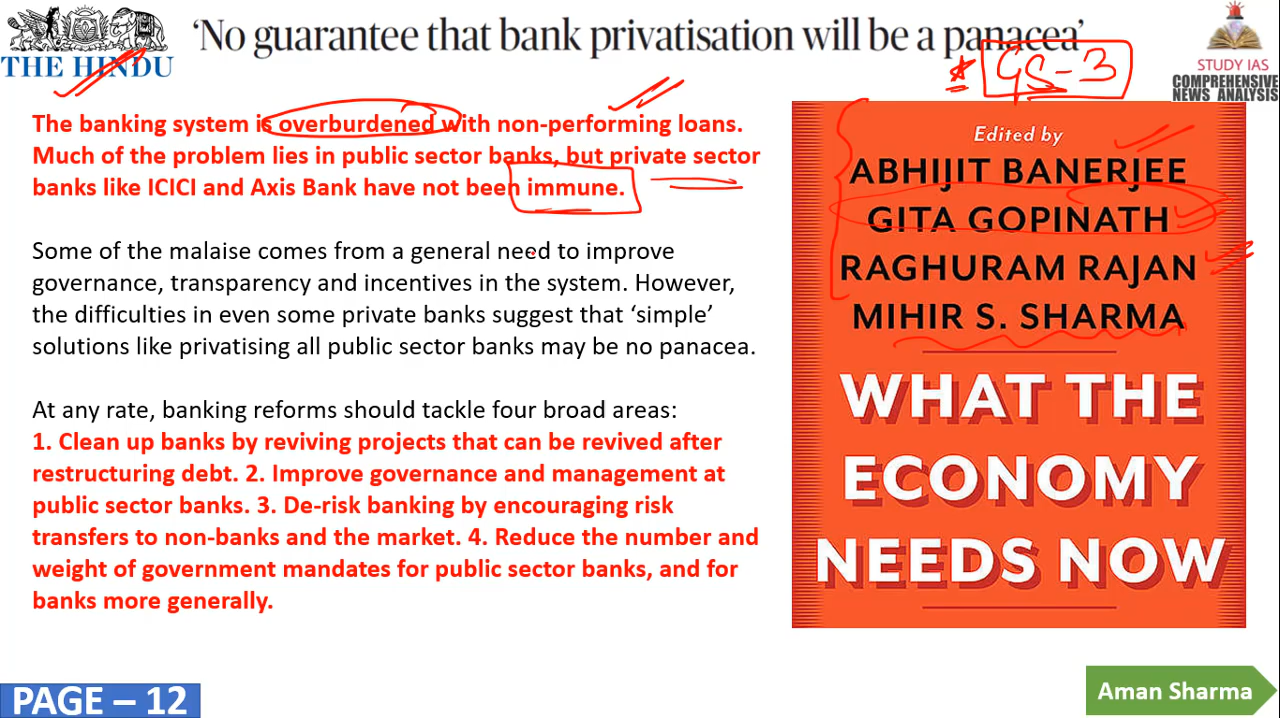 THE HINDU
'No guarantee that bank privatisation will be a panacea'
GS-3
STUDY IAS
COMPREHENSIVE
NEWS ANALYSIS
The banking system is overburdened with non-performing loans.
Much of the problem lies in public sector banks, but private sector
banks like ICICI and Axis Bank have not been immune.
Some of the malaise comes from a general need to improve
governance, transparency and incentives in the system. However,
the difficulties in even some private banks suggest that ‘simple’
solutions like privatising all public sector banks may be no panacea.
At any rate, banking reforms should tackle four broad areas:
1. Clean up banks by reviving projects that can be revived after
restructuring debt. 2. Improve governance and management at
public sector banks. 3. De-risk banking by encouraging risk
transfers to non-banks and the market. 4. Reduce the number and
weight of government mandates for public sector banks, and for
banks more generally.
Edited by
ABHIJIT BANERJEE
GITA GOPINATH
RAGHURAM RAJAN
MIHIR S. SHARMA
WHAT THE
ECONOMY
NEEDS NOW
PAGE – 12
Aman Sharma